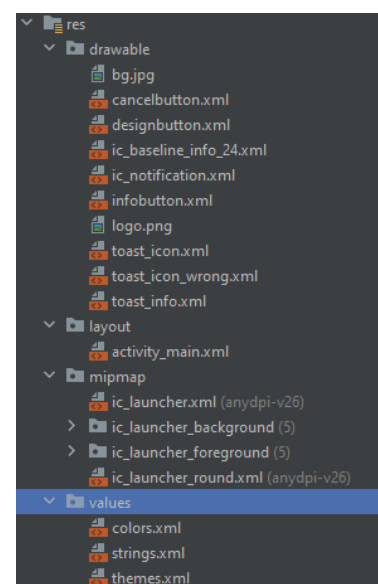 res
drawable
bg.jpg
cancelbutton.xml
designbutton.xml
ic_baseline_info_24.xml
ic_notification.xml
infobutton.xml
logo.png
toast_icon.xml
toast_icon_wrong.xml
toast_info.xml
layout
activity_main.xml
mipmap
ic_launcher.xml (anydpi-v26)
ic_launcher_background (5)
ic_launcher_foreground (5)
ic_launcher_round.xml (anydpi-v26)
values
colors.xml
strings.xml
themes.xml